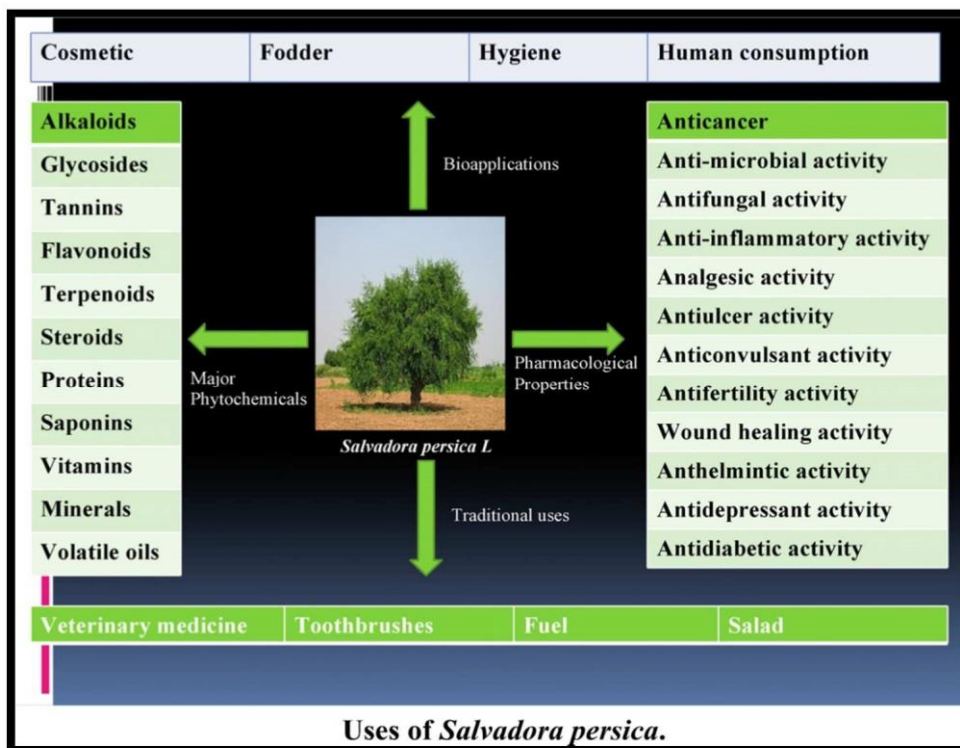 Cosmetic Fodder Hygiene Human consumption
Alkaloids
Glycosides
Tannins
Flavonoids
Terpenoids
Steroids
Proteins
Saponins
Vitamins
Minerals
Volatile oils
Bioapplications
Major
Phytochemicals
Salvadora persica L
Pharmacological
Properties
Traditional uses
Anticancer
Anti-microbial activity
Antifungal activity
Anti-inflammatory activity
Analgesic activity
Antiulcer activity
Anticonvulsant activity
Antifertility activity
Wound healing activity
Anthelmintic activity
Antidepressant activity
Antidiabetic activity
Veterinary medicine Toothbrushes Fuel Salad
Uses of Salvadora persica.